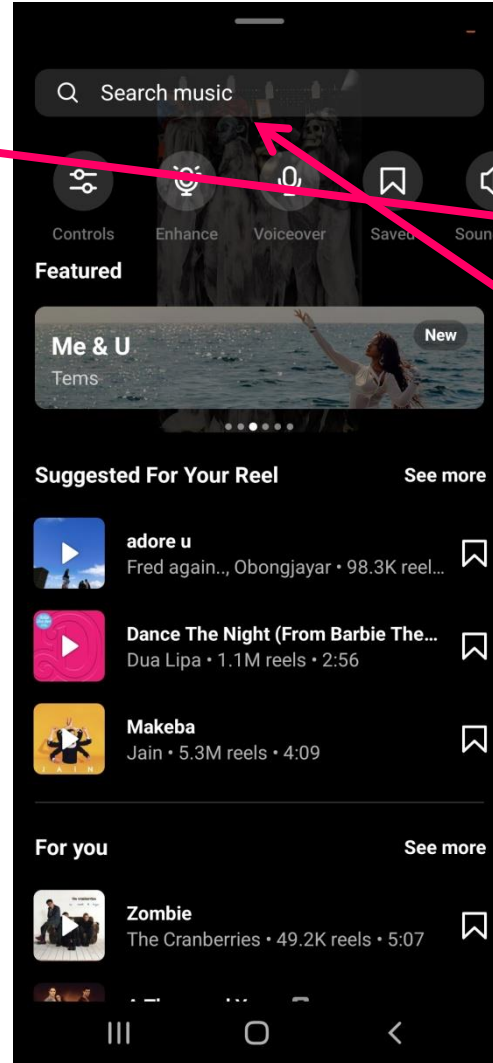 Search music
Controls Enhance Voiceover Saved Soun
Featured
Me & U
New
Tems
Suggested For Your Reel See more
adore u
Fred again.., Obongjayar • 98.3K reel...
Dance The Night (From Barbie The...
Dua Lipa • 1.1M reels • 2:56
Makeba
Jain • 5.3M reels • 4:09
JAIN
For you See more
Zombie
The Cranberries • 49.2K reels • 5:07